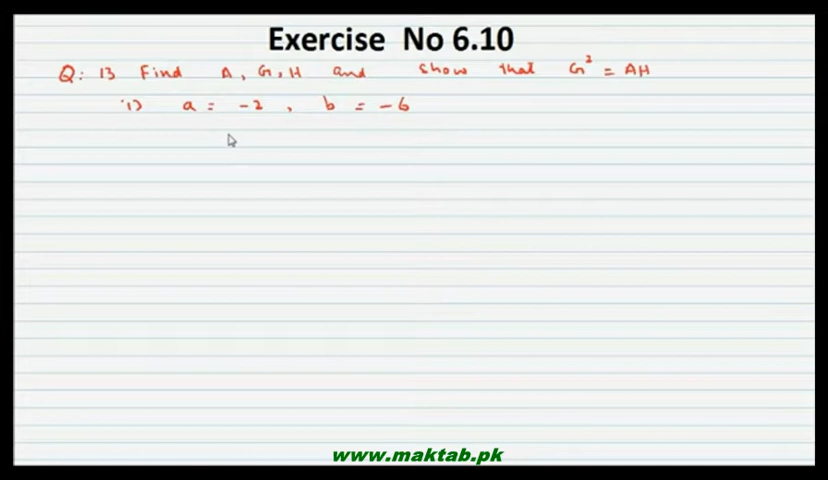 Exercise No 6.10
Q: 13 Find A, G, H and show that G² = AH
i) a = -2 , b = -6
www.maktab.pk